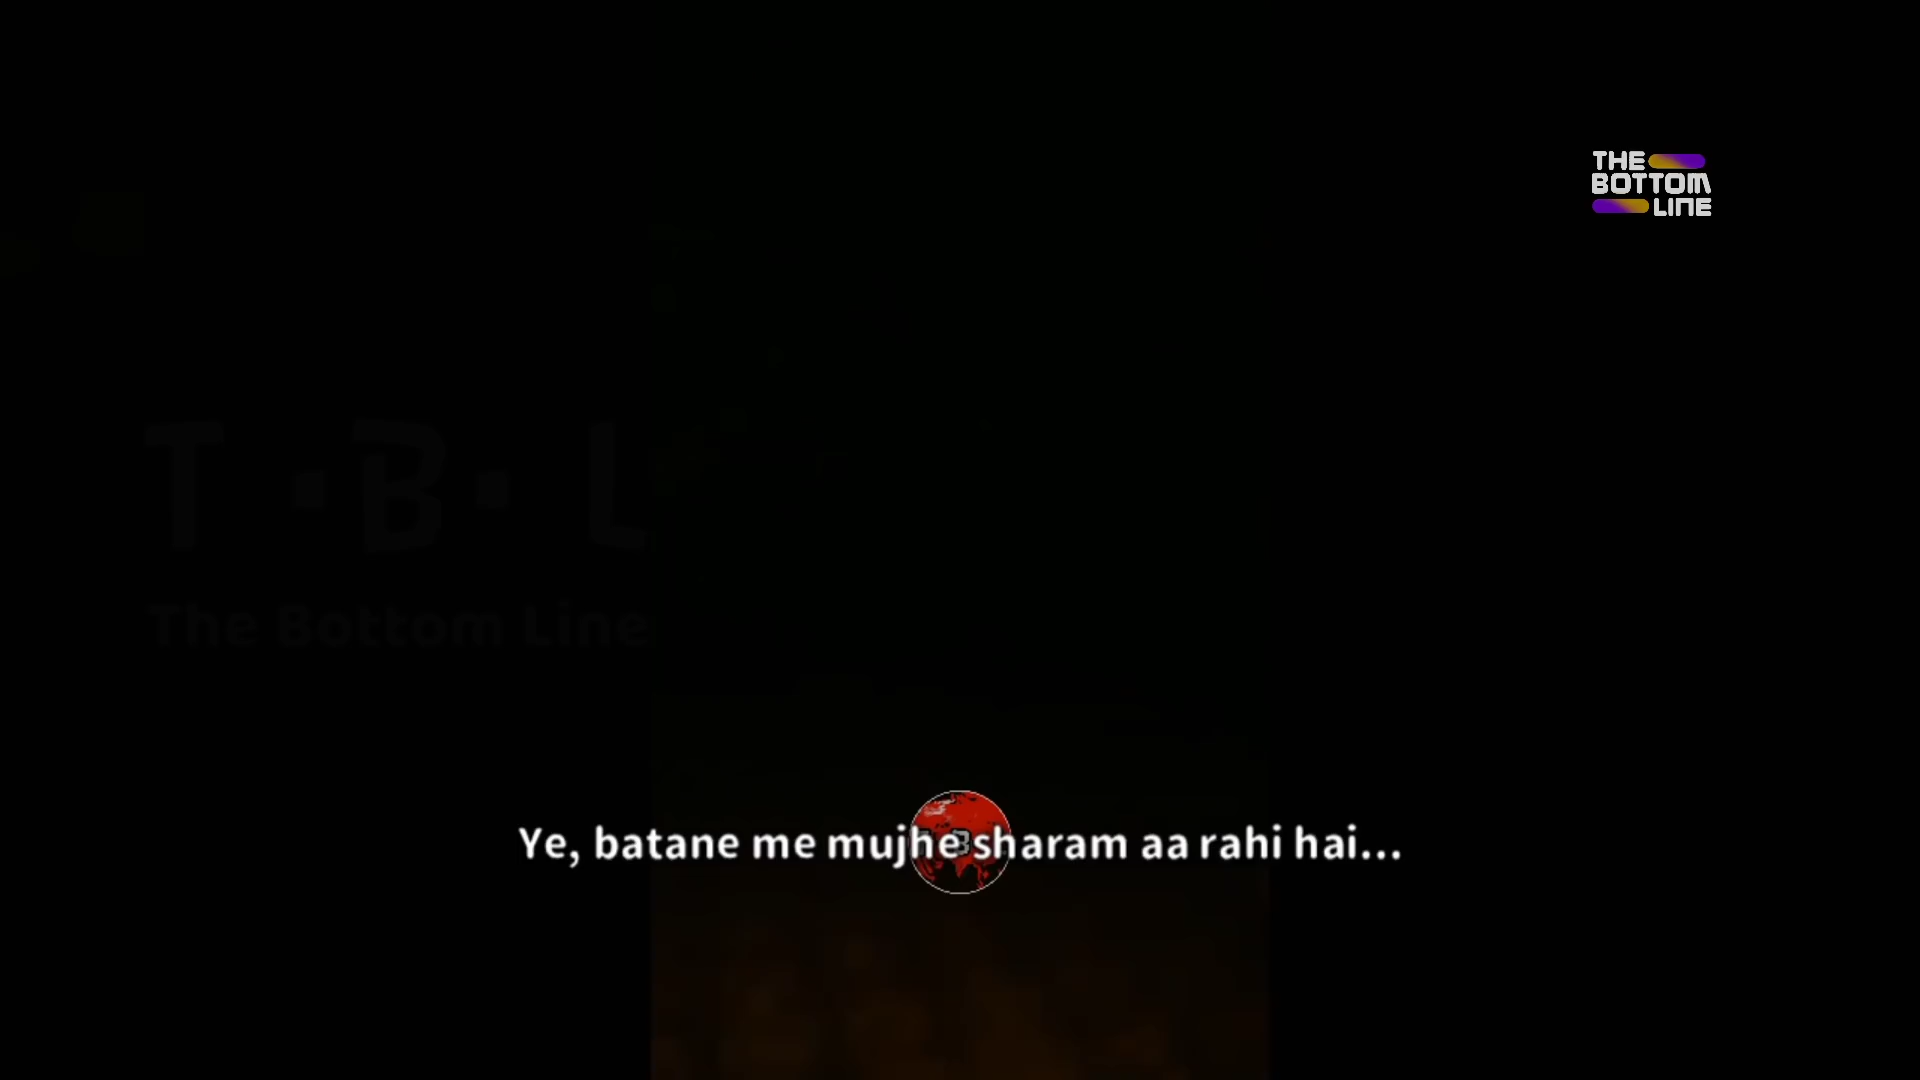 THE
BOTTOM
LINE
T · B · L
The Bottom Line
Ye, batane me mujhe sharam aa rahi hai...